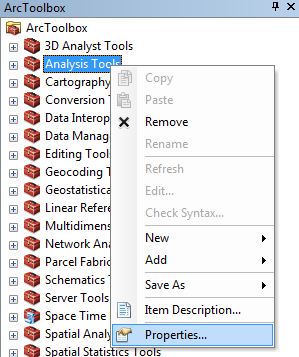 ArcToolbox
ArcToolbox
3D Analyst Tools
Analysis Tools
Cartography
Conversion T
Data Interop
Data Manage
Editing Tools
Geocoding T
Geostatistica
Linear Refere
Multidimens
Network Ana
Parcel Fabric
Schematics T
Server Tools
Space Time
Spatial Analy
Spatial Statistics Tools
Copy
Paste
Remove
Rename
Refresh
Edit...
Check Syntax...
New
Add
Save As
Item Description...
Properties...